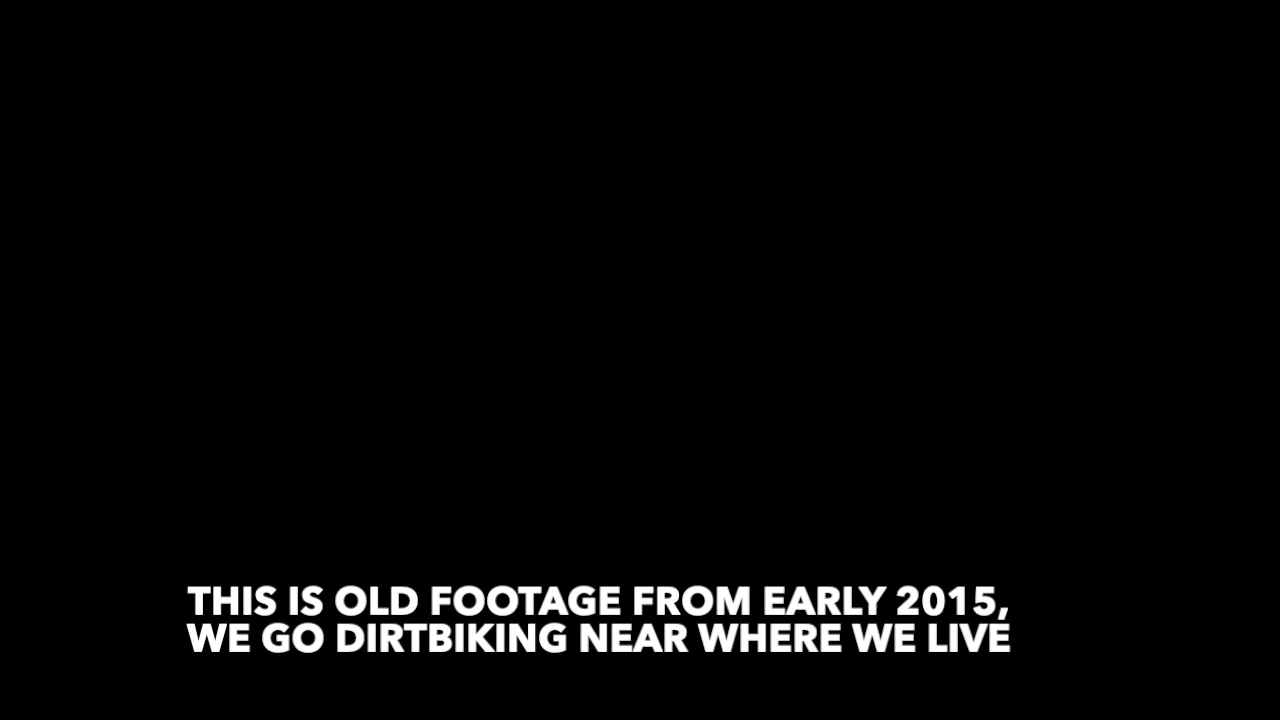 THIS IS OLD FOOTAGE FROM EARLY 2015,
WE GO DIRTBIKING NEAR WHERE WE LIVE